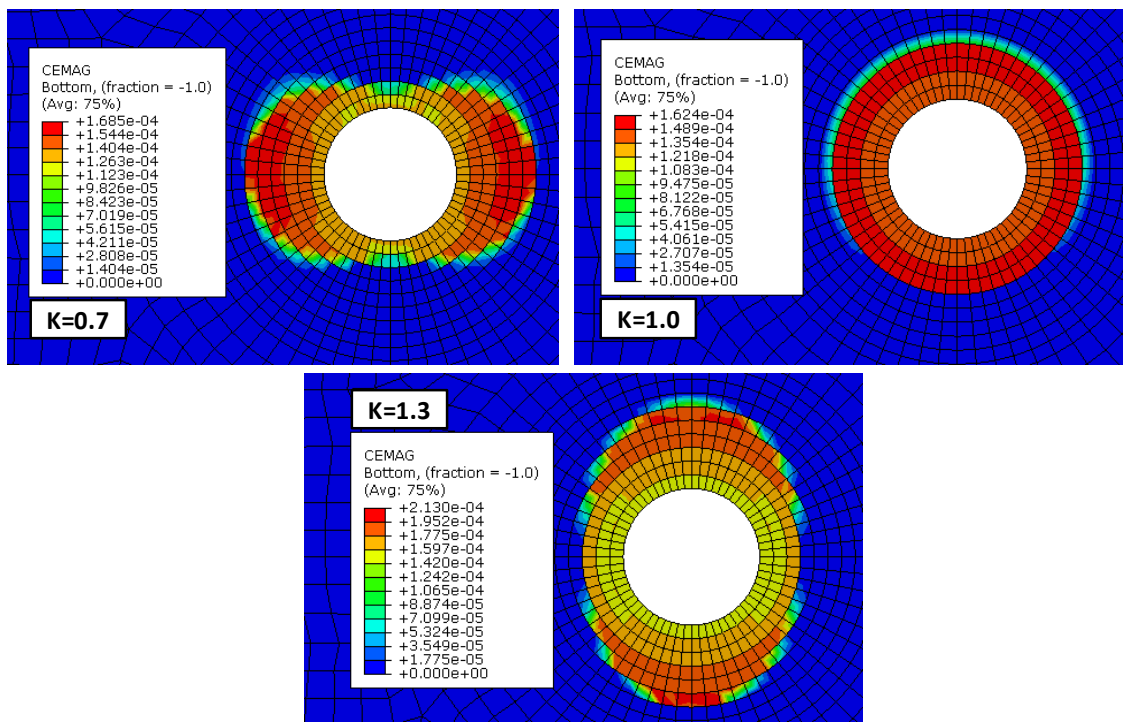 CEMAG
Bottom, (fraction = -1.0)
(Avg: 75%)
+1.685e-04
+1.544e-04
+1.404e-04
+1.263e-04
+1.123e-04
+9.826e-05
+8.423e-05
+7.019e-05
+5.615e-05
+4.211e-05
+2.808e-05
+1.404e-05
+0.000e+00
K=0.7
CEMAG
Bottom, (fraction = -1.0)
(Avg: 75%)
+1.624e-04
+1.489e-04
+1.354e-04
+1.218e-04
+1.083e-04
+9.475e-05
+8.122e-05
+6.768e-05
+5.415e-05
+4.061e-05
+2.707e-05
+1.354e-05
+0.000e+00
K=1.0
K=1.3
CEMAG
Bottom, (fraction = -1.0)
(Avg: 75%)
+2.130e-04
+1.952e-04
+1.775e-04
+1.597e-04
+1.420e-04
+1.242e-04
+1.065e-04
+8.874e-05
+7.099e-05
+5.324e-05
+3.549e-05
+1.775e-05
+0.000e+00